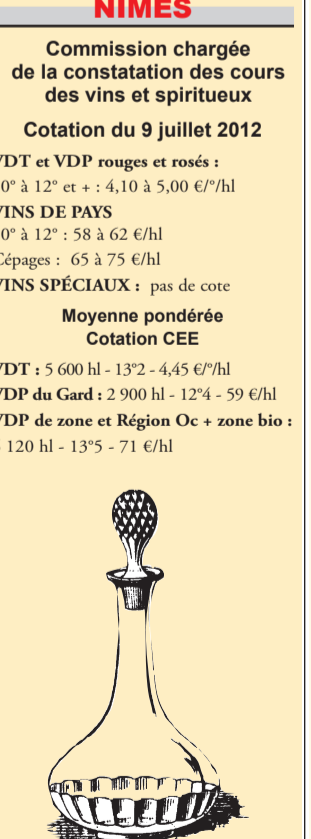 NIMES
Commission chargée
de la constatation des cours
des vins et spiritueux
Cotation du 9 juillet 2012
VDT et VDP rouges et rosés :
0° à 12° et + : 4,10 à 5,00 €/°/hl
VINS DE PAYS
0° à 12° : 58 à 62 €/hl
Cépages : 65 à 75 €/hl
VINS SPÉCIAUX : pas de cote
Moyenne pondérée
Cotation CEE
VDT : 5 600 hl - 13°2 - 4,45 €/°/hl
VDP du Gard : 2 900 hl - 12°4 - 59 €/hl
VDP de zone et Région Oc + zone bio :
120 hl - 13°5 - 71 €/hl